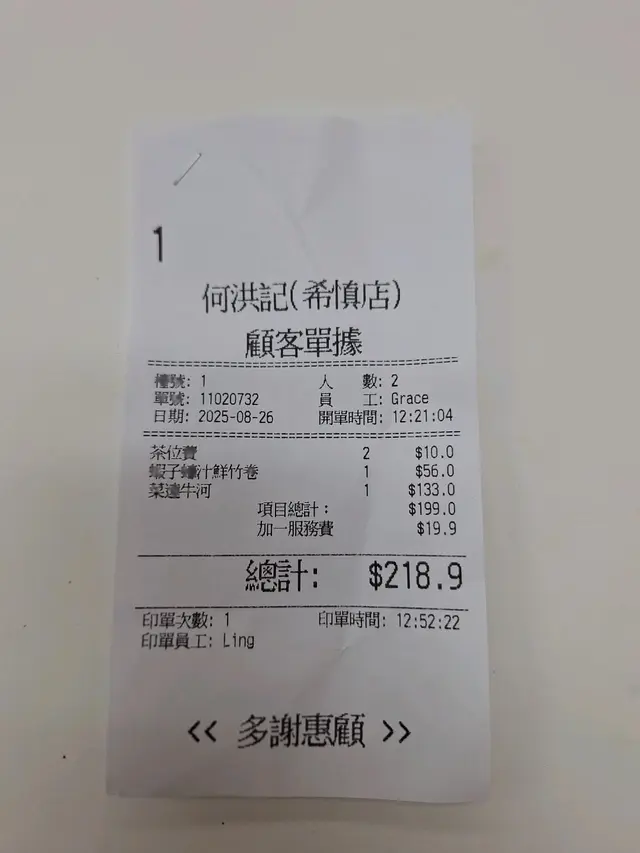 1
何洪記(希慎店)
顧客單據
檯號: 1 人 數: 2
單號: 11020732 員 工: Grace
日期: 2025-08-26 開單時間: 12:21:04
茶位費 2 $10.0
蝦子蠔汁鮮竹卷 1 $56.0
菜遠牛河 1 $133.0
項目總計: $199.0
加一服務費 $19.9
總計: $218.9
印單次數: 1 印單時間: 12:52:22
印單員工: Ling
<< 多謝惠顧 >>